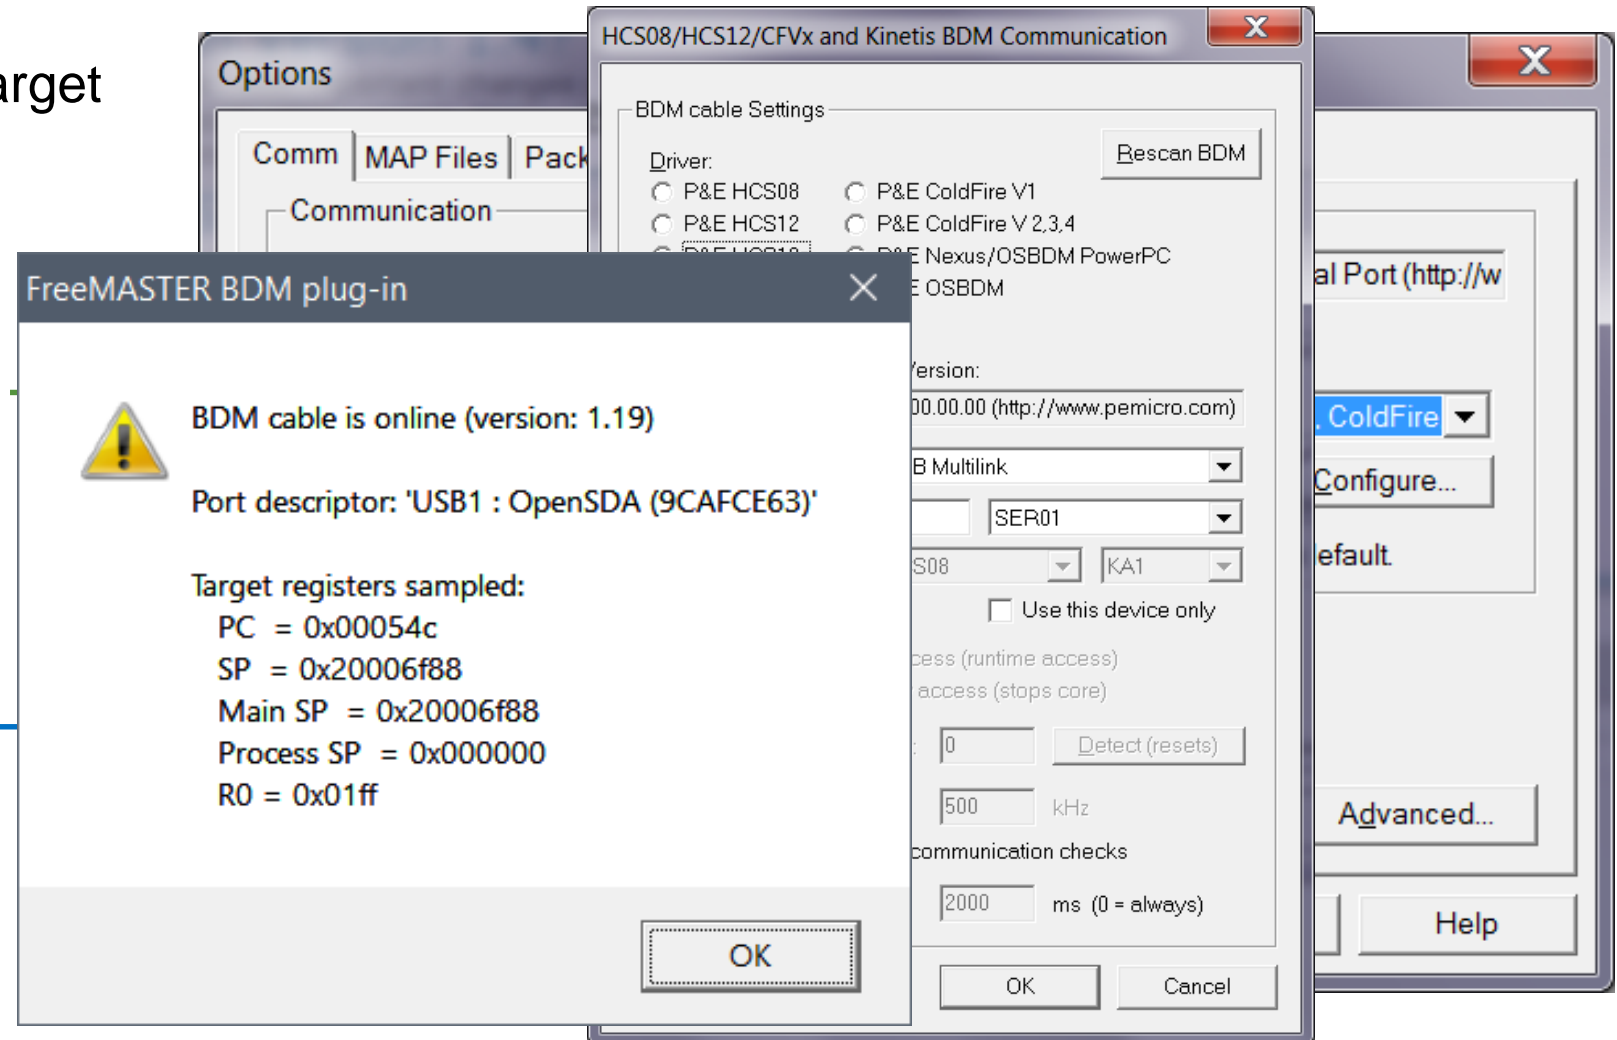 arget
Options
Comm
MAP Files
Pack
Communication
al Port (http://w
. ColdFire
Configure...
efault.
Advanced...
Help
HCS08/HCS12/CFVx and Kinetis BDM Communication
BDM cable Settings
Rescan BDM
Driver:
P&E HCS08
P&E ColdFire V1
P&E HCS12
P&E ColdFire V 2,3,4
E Nexus/OSBDM PowerPC
E OSBDM
ersion:
00.00.00 (http://www.pemicro.com)
B Multilink
SER01
S08
KA1
Use this device only
cess (runtime access)
access (stops core)
0
Detect (resets)
500
kHz
communication checks
2000
ms (0 = always)
OK
Cancel
FreeMASTER BDM plug-in
BDM cable is online (version: 1.19)
Port descriptor: 'USB1 : OpenSDA (9CAFCE63)'
Target registers sampled:
PC = 0x00054c
SP = 0x20006f88
Main SP = 0x20006f88
Process SP = 0x000000
R0 = 0x01ff
OK